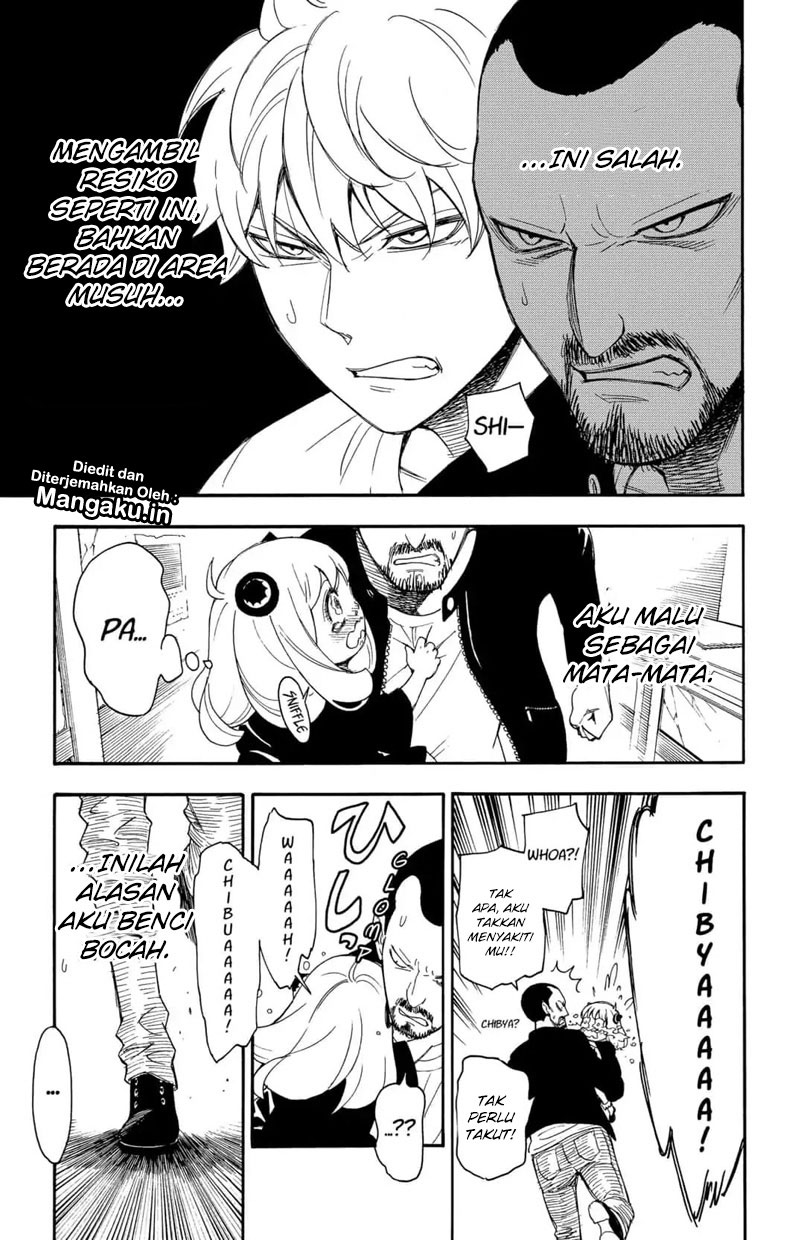 ...INI SALAH.
MENGAMBIL
RESIKO
SEPERTI INI,
BAHKAN
BERADA DI AREA
MUSUH...
SHI—
Diedit dan
Diterjemahkan Oleh :
Mangaku.in
PA...
SNIFFLE
AKU MALU
SEBAGAI
MATA-MATA.
CHIBYAAAAAA!
WHOA?!
TAK
APA, AKU
TAKKAN
MENYAKITI
MU!!
CHIBYA?
TAK
PERLU
TAKUT!
ひしっ
GLOMP
WAAAAAH!
CHIBUAAAAA!
...??
...INILAH
ALASAN
AKU BENCI
BOCAH.
...